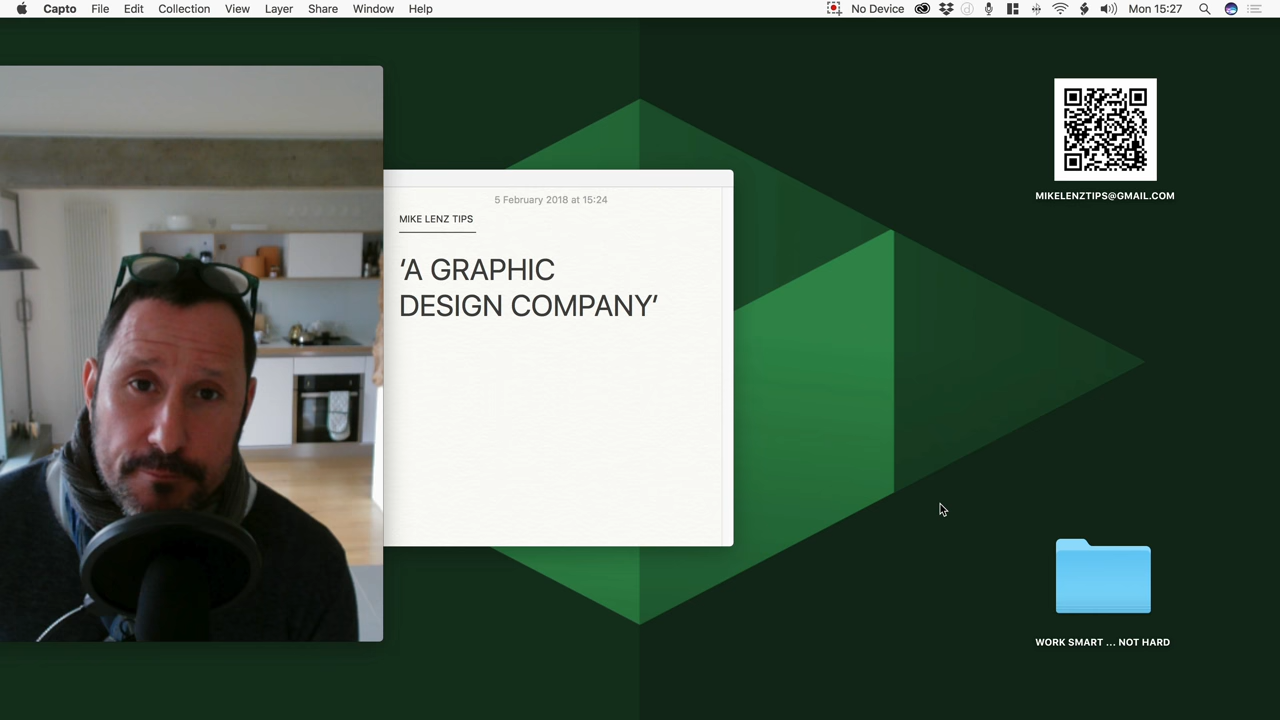 Capto File Edit Collection View Layer Share Window Help No Device Mon 15:27
MIKELENZTIPS@GMAIL.COM
5 February 2018 at 15:24
MIKE LENZ TIPS
‘A GRAPHIC
DESIGN COMPANY’
WORK SMART ... NOT HARD